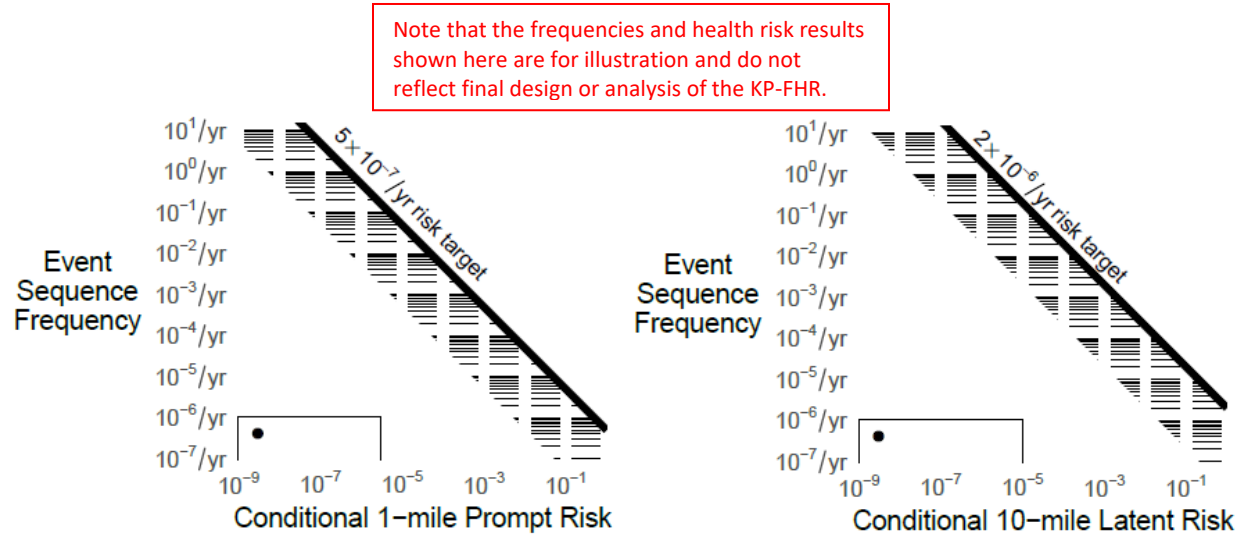 Note that the frequencies and health risk results
shown here are for illustration and do not
reflect final design or analysis of the KP-FHR.
Event
Sequence
Frequency
10¹/yr
10⁰/yr
10⁻¹/yr
10⁻²/yr
10⁻³/yr
10⁻⁴/yr
10⁻⁵/yr
10⁻⁶/yr
10⁻⁷/yr
5×10⁻⁷/yr risk target
10⁻⁹ 10⁻⁷ 10⁻⁵ 10⁻³ 10⁻¹
Conditional 1−mile Prompt Risk
Event
Sequence
Frequency
10¹/yr
10⁰/yr
10⁻¹/yr
10⁻²/yr
10⁻³/yr
10⁻⁴/yr
10⁻⁵/yr
10⁻⁶/yr
10⁻⁷/yr
2×10⁻⁶/yr risk target
10⁻⁹ 10⁻⁷ 10⁻⁵ 10⁻³ 10⁻¹
Conditional 10−mile Latent Risk